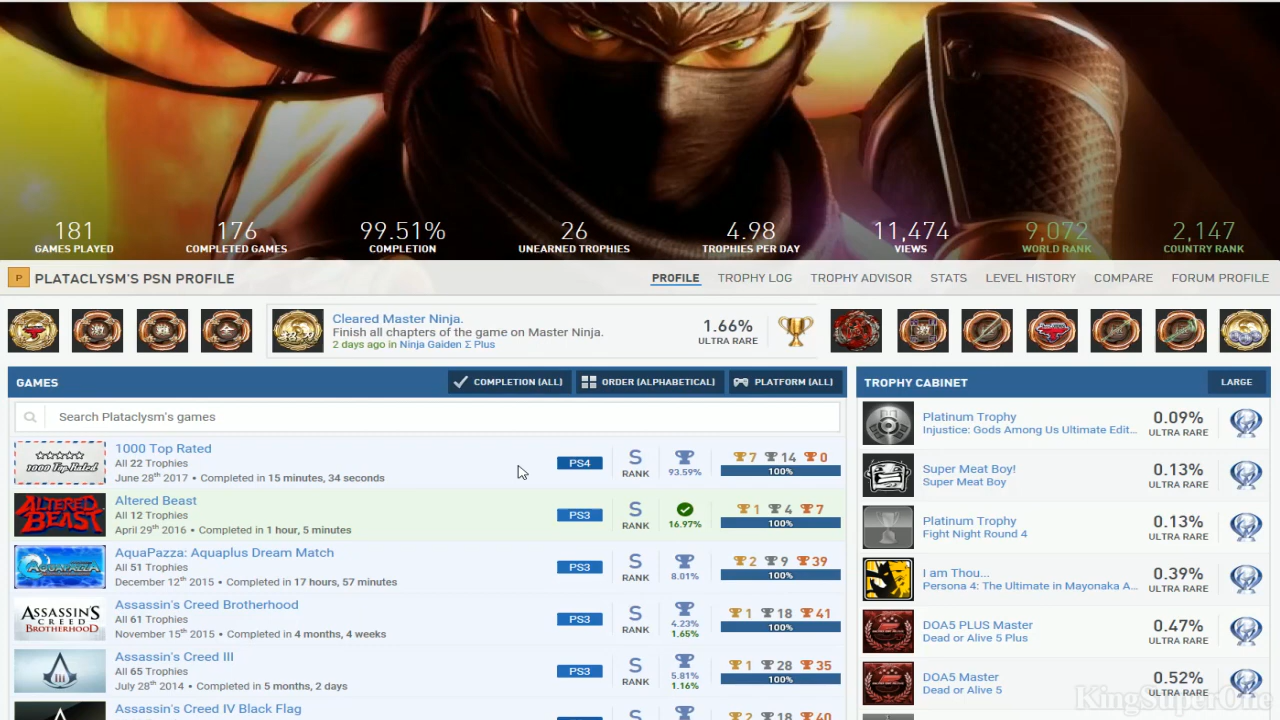 181
GAMES PLAYED
176
COMPLETED GAMES
99.51%
COMPLETION
26
UNEARNED TROPHIES
4.98
TROPHIES PER DAY
11,474
VIEWS
9,072
WORLD RANK
2,147
COUNTRY RANK
P PLATACLYSM'S PSN PROFILE
PROFILE TROPHY LOG TROPHY ADVISOR STATS LEVEL HISTORY COMPARE FORUM PROFILE
Cleared Master Ninja.
Finish all chapters of the game on Master Ninja.
2 days ago in Ninja Gaiden Σ Plus
1.66%
ULTRA RARE
GAMES
COMPLETION (ALL) ORDER (ALPHABETICAL) PLATFORM (ALL)
Search Plataclysm's games
1000 Top Rated
1000 Top Rated
All 22 Trophies
June 28th 2017 • Completed in 15 minutes, 34 seconds
PS4
S
RANK
93.59%
7 14 0
100%
ALTERED BEAST
Altered Beast
All 12 Trophies
April 29th 2016 • Completed in 1 hour, 5 minutes
PS3
S
RANK
16.97%
1 4 7
100%
AQUAPAZZA
AquaPazza: Aquaplus Dream Match
All 51 Trophies
December 12th 2015 • Completed in 17 hours, 57 minutes
PS3
S
RANK
8.01%
2 9 39
100%
ASSASSIN'S CREED BROTHERHOOD
Assassin's Creed Brotherhood
All 61 Trophies
November 15th 2015 • Completed in 4 months, 4 weeks
PS3
S
RANK
4.23%
1.65%
1 18 41
100%
III
Assassin's Creed III
All 65 Trophies
July 28th 2014 • Completed in 5 months, 2 days
PS3
S
RANK
5.81%
1.16%
1 28 35
100%
Assassin's Creed IV Black Flag
S
2 18 40
TROPHY CABINET
LARGE
Platinum Trophy
Injustice: Gods Among Us Ultimate Edit...
0.09%
ULTRA RARE
Super Meat Boy!
Super Meat Boy
0.13%
ULTRA RARE
Platinum Trophy
Fight Night Round 4
0.13%
ULTRA RARE
I am Thou...
Persona 4: The Ultimate in Mayonaka A...
0.39%
ULTRA RARE
DOA5 PLUS Master
Dead or Alive 5 Plus
0.47%
ULTRA RARE
DOA5 Master
Dead or Alive 5
0.52%
ULTRA RARE
KingSuperOne